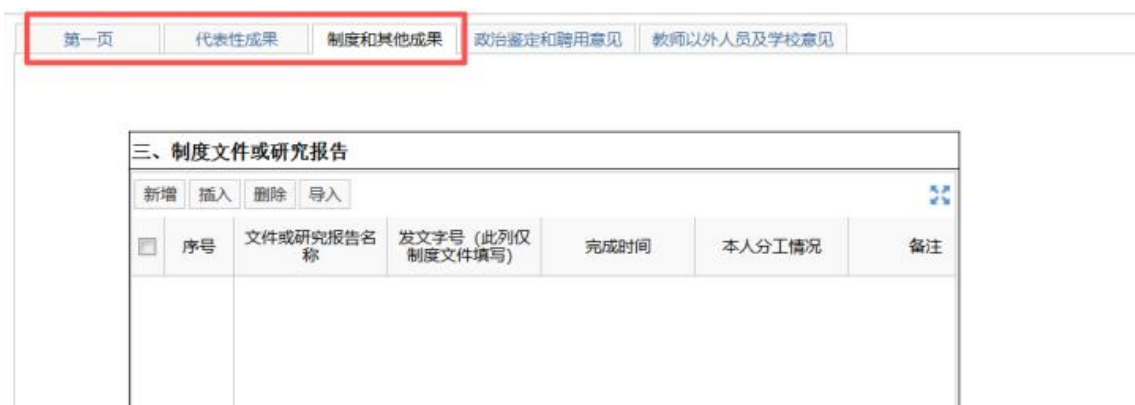 第一页 代表性成果 制度和其他成果 政治鉴定和聘用意见 教师以外人员及学校意见
三、制度文件或研究报告
新增 插入 删除 导入
序号 文件或研究报告名称 发文字号（此列仅制度文件填写) 完成时间 本人分工情况 备注